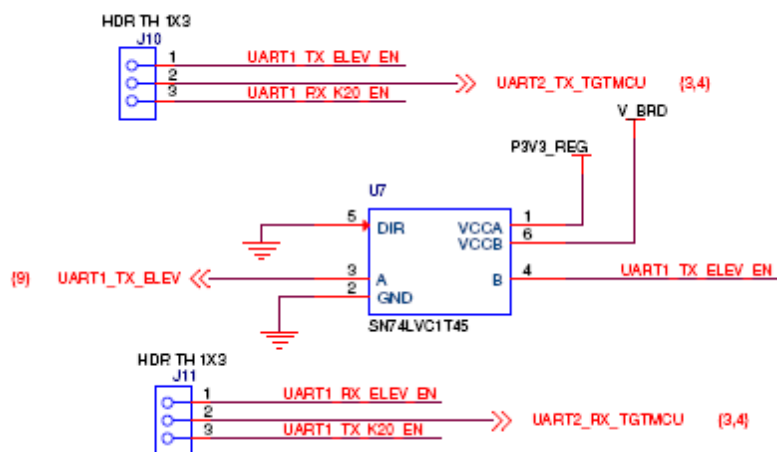 HDR TH 1X3
J10
1 UART1_TX_ELEV_EN
2 UART2_TX_TGTMCU {3,4}
3 UART1_RX_K20_EN
V_BRD
P3V3_REG
U7
5 DIR VCCA 1
VCCB 6
{9} UART1_TX_ELEV 3 A B 4 UART1_TX_ELEV_EN
2 GND
SN74LVC1T45
HDR TH 1X3
J11
1 UART1_RX_ELEV_EN
2 UART2_RX_TGTMCU {3,4}
3 UART1_TX_K20_EN